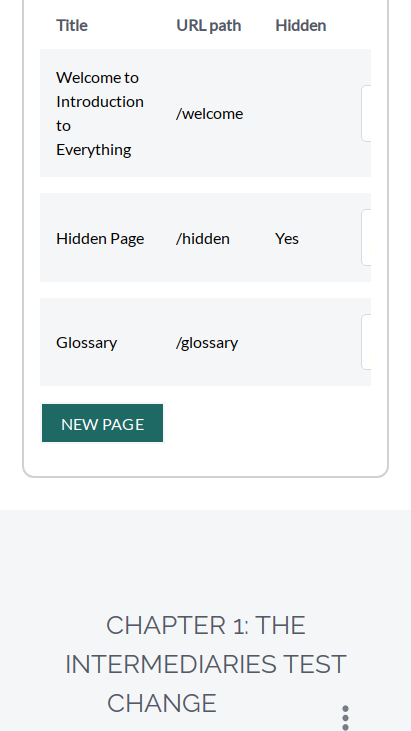 Title URL path Hidden
Welcome to
Introduction
to
Everything
/welcome
Hidden Page /hidden Yes
Glossary /glossary
NEW PAGE
CHAPTER 1: THE
INTERMEDIARIES TEST
CHANGE